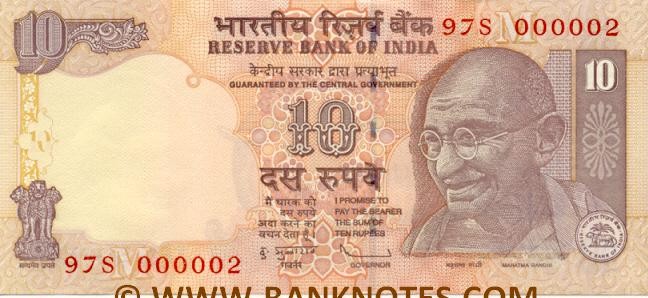 10
भारतीय रिज़र्व बैंक 97S 000002
RESERVE BANK OF INDIA
केन्द्रीय सरकार द्वारा प्रत्याभूत
GUARANTEED BY THE CENTRAL GOVERNMENT
10
10
दस रुपये
मैं धारक को
दस रुपये
अदा करने का
वचन देता हूँ।
I PROMISE TO
PAY THE BEARER
THE SUM OF
TEN RUPEES
गवर्नर
GOVERNOR
MAHATMA GANDHI
सत्यमेव जयते
97S 000002
© WWW.BANKNOTES.COM